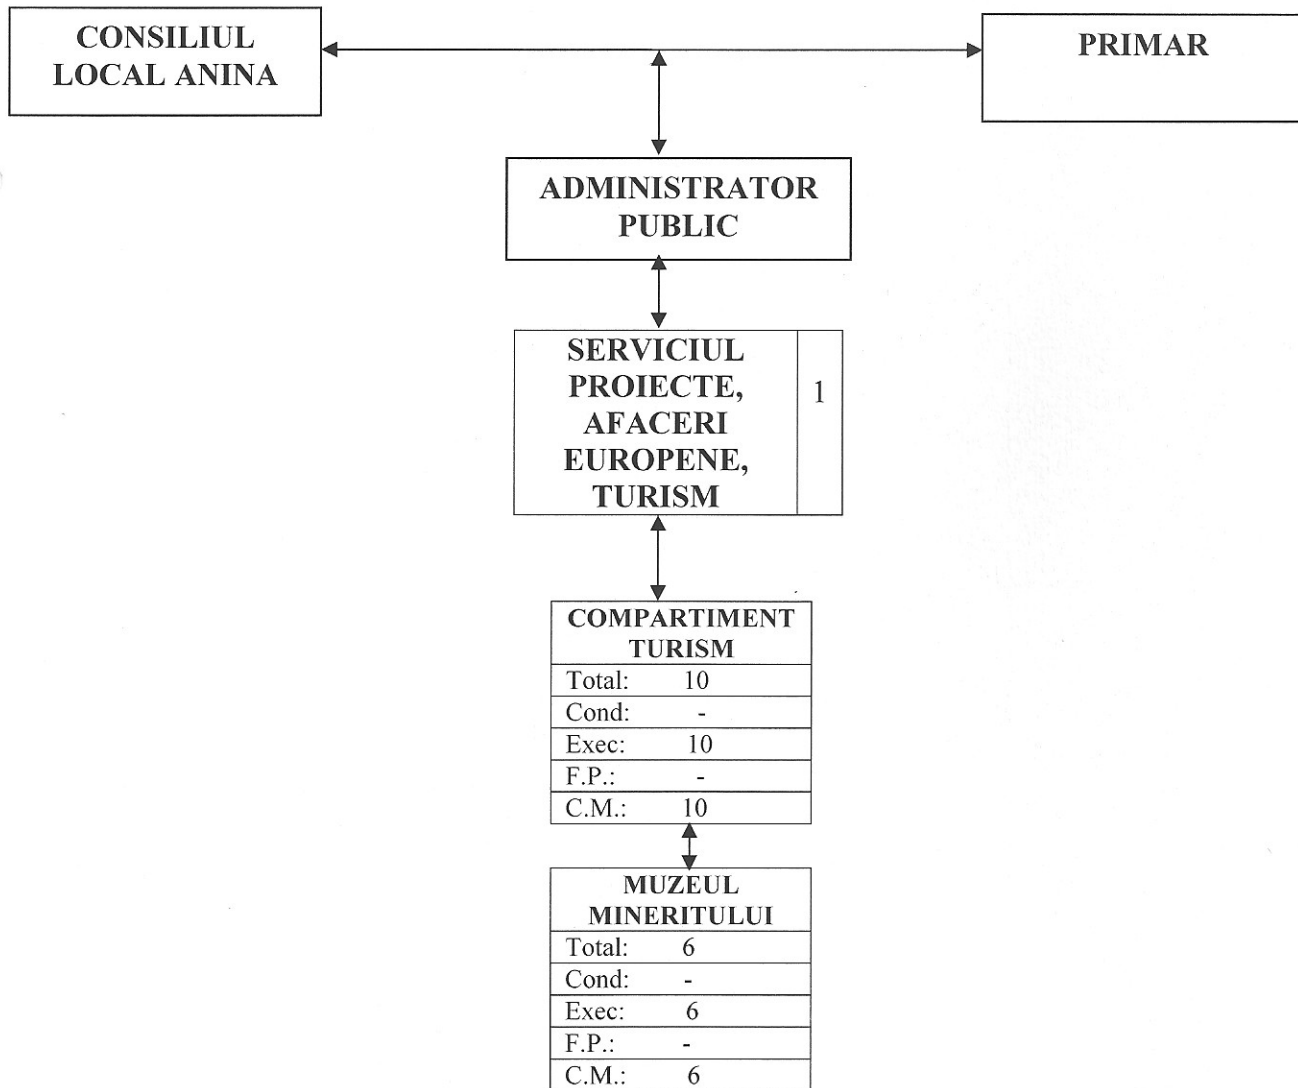 CONSILIUL
LOCAL ANINA
PRIMAR
ADMINISTRATOR
PUBLIC
SERVICIUL
PROIECTE,
AFACERI
EUROPENE,
TURISM
1
COMPARTIMENT
TURISM
Total: 10
Cond: -
Exec: 10
F.P.: -
C.M.: 10
MUZEUL
MINERITULUI
Total: 6
Cond: -
Exec: 6
F.P.: -
C.M.: 6